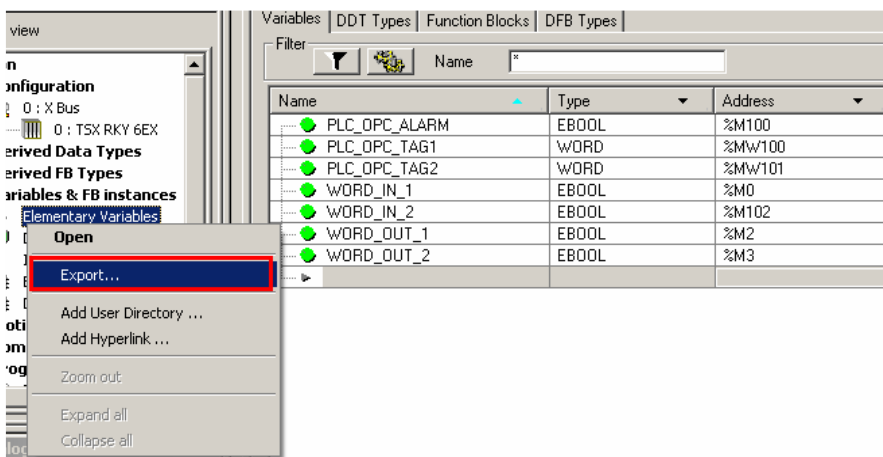 view
Variables DDT Types Function Blocks DFB Types
Filter
Name *
onfiguration
0 : X Bus
0 : TSX RKY 6EX
erived Data Types
erived FB Types
ariables & FB instances
Elementary Variables
Open
Export...
Add User Directory ...
Add Hyperlink ...
Zoom out
Expand all
Collapse all
Name Type Address
PLC_OPC_ALARM EBOOL %M100
PLC_OPC_TAG1 WORD %MW100
PLC_OPC_TAG2 WORD %MW101
WORD_IN_1 EBOOL %M0
WORD_IN_2 EBOOL %M102
WORD_OUT_1 EBOOL %M2
WORD_OUT_2 EBOOL %M3